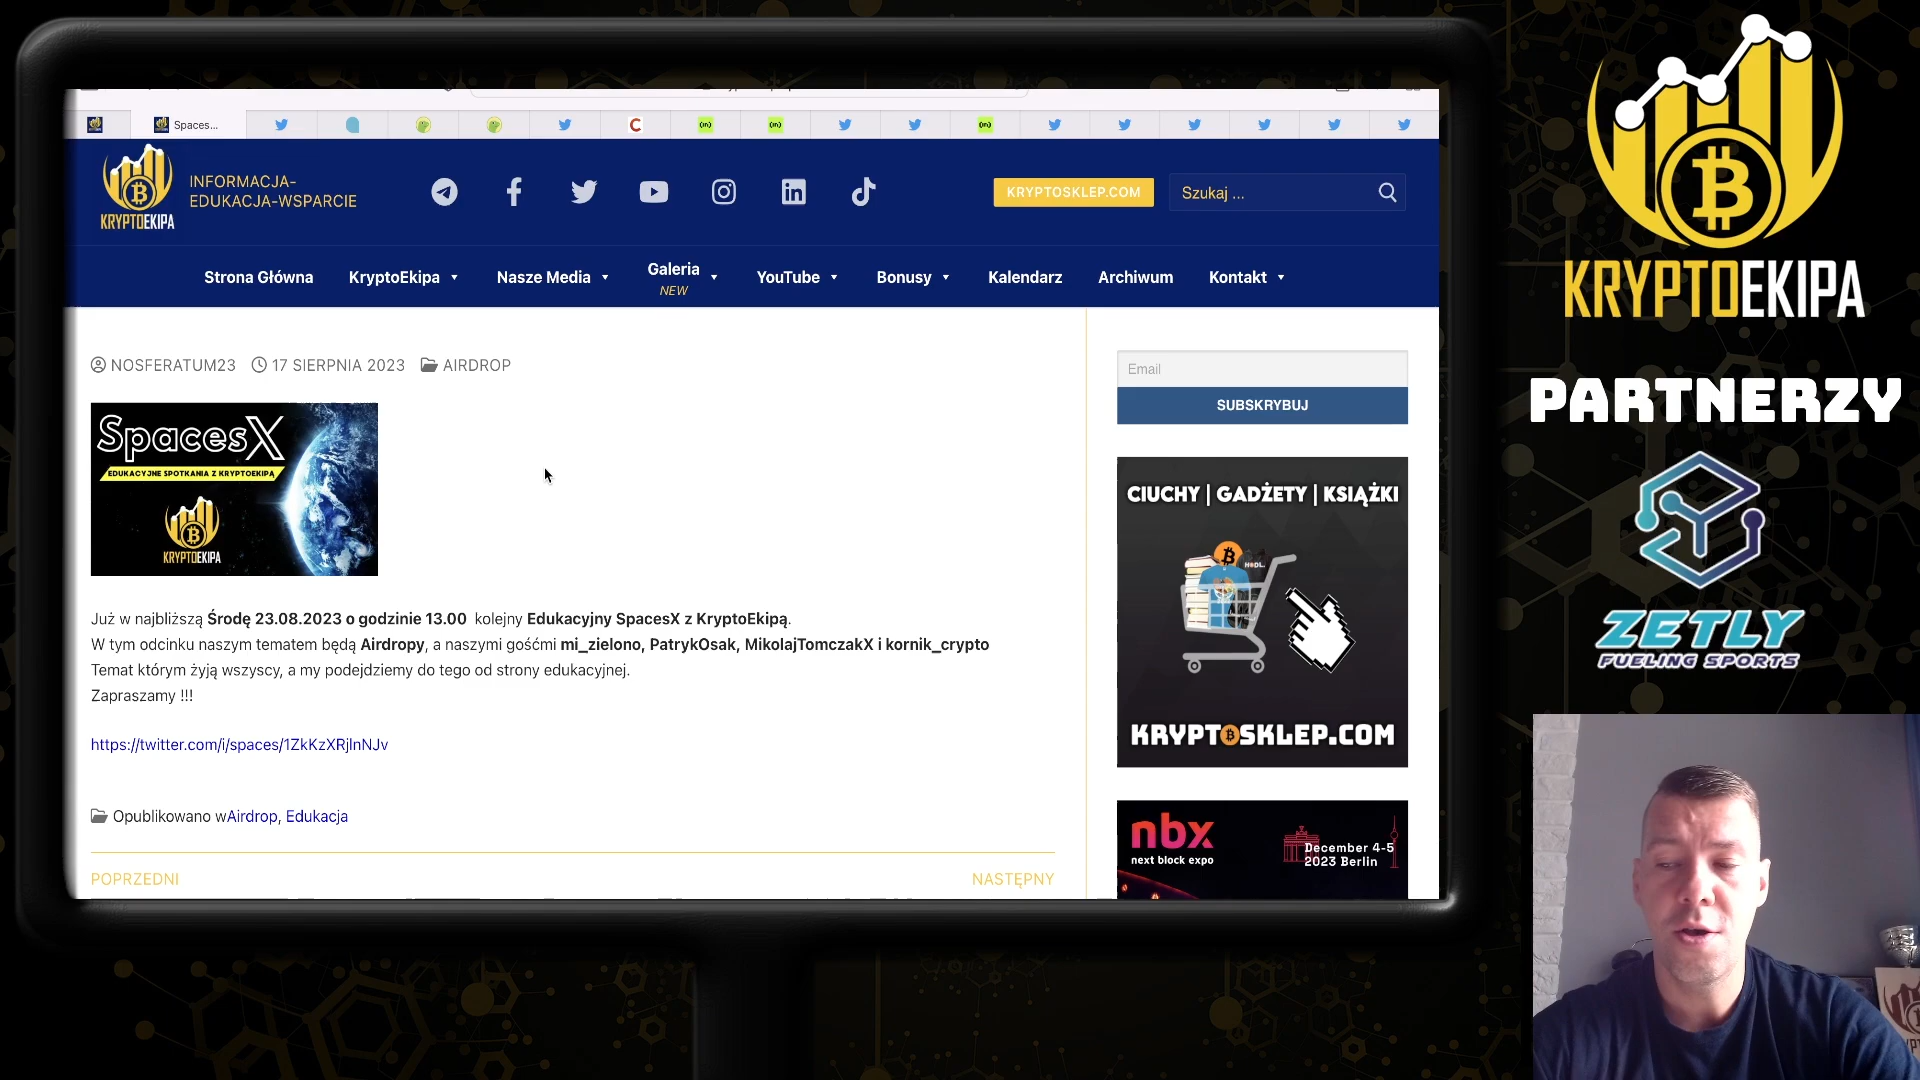 Spaces...
INFORMACJA-
EDUKACJA-WSPARCIE
KRYPTOEKIPA
KRYPTOSKLEP.COM
Szukaj ...
Strona Główna
KryptoEkipa
Nasze Media
Galeria
NEW
YouTube
Bonusy
Kalendarz
Archiwum
Kontakt
NOSFERATUM23
17 SIERPNIA 2023
AIRDROP
SpacesX
EDUKACYJNE SPOTKANIA Z KRYPTOEKIPĄ
KRYPTOEKIPA
Już w najbliższą Środę 23.08.2023 o godzinie 13.00 kolejny Edukacyjny SpacesX z KryptoEkipą.
W tym odcinku naszym tematem będą Airdropy, a naszymi gośćmi mi_zielono, PatrykOsak, MikolajTomczakX i kornik_crypto
Temat którym żyją wszyscy, a my podejdziemy do tego od strony edukacyjnej.
Zapraszamy !!!
https://twitter.com/i/spaces/1ZkKzXRjlnNJv
Opublikowano wAirdrop, Edukacja
POPRZEDNI
NASTĘPNY
Email
SUBSKRYBUJ
CIUCHY | GADŻETY | KSIĄŻKI
HODL.
KRYPTOSKLEP.COM
nbx
next block expo
December 4-5
2023 Berlin
KRYPTOEKIPA
PARTNERZY
ZETLY
FUELING SPORTS